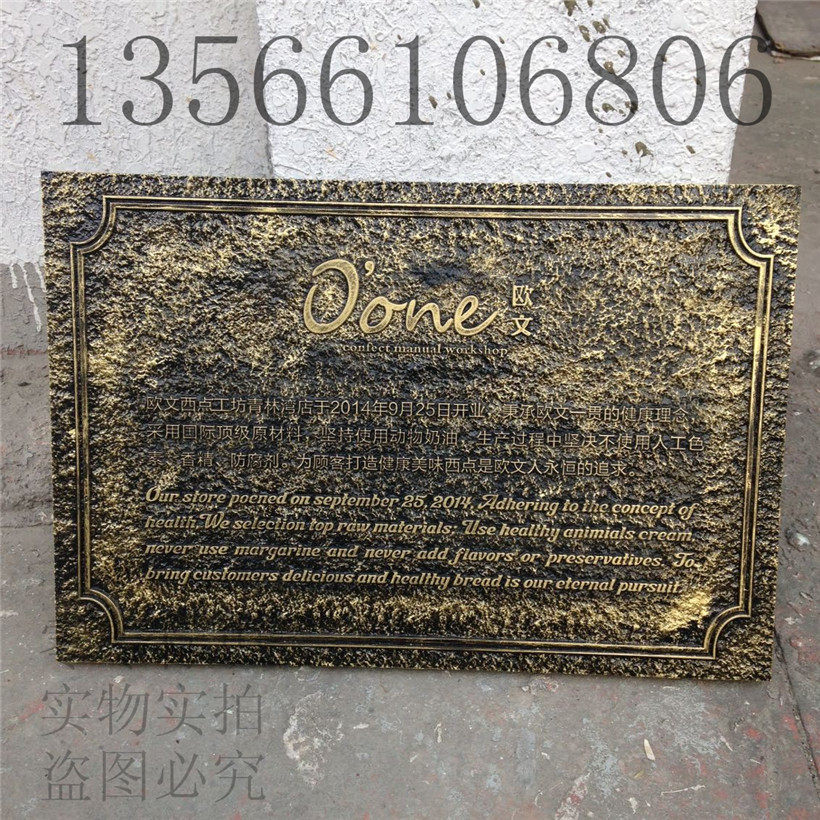 13566106806
O'one 欧文
confect manual workshop
欧文西点工坊青林湾店于2014年9月25日开业，秉承欧文一贯的健康理念，
采用国际顶级原材料，坚持使用动物奶油，生产过程中坚决不使用人工色
素、香精、防腐剂。为顾客打造健康美味西点是欧文人永恒的追求。
Our store pocned on september 25, 2014, Adhering to the concept of
health.We selection top raw materials; Use healthy animials cream,
never use margarine and never add flavors or preservatives. To
bring customers delicious and healthy bread is our eternal pursuit.
实物实拍
盗图必究